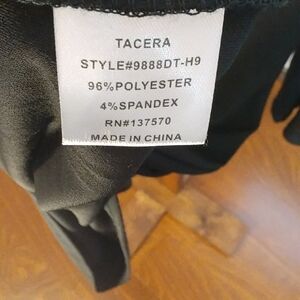 TACERA
STYLE#9888DT-H9
96%POLYESTER
4%SPANDEX
RN#137570
MADE IN CHINA